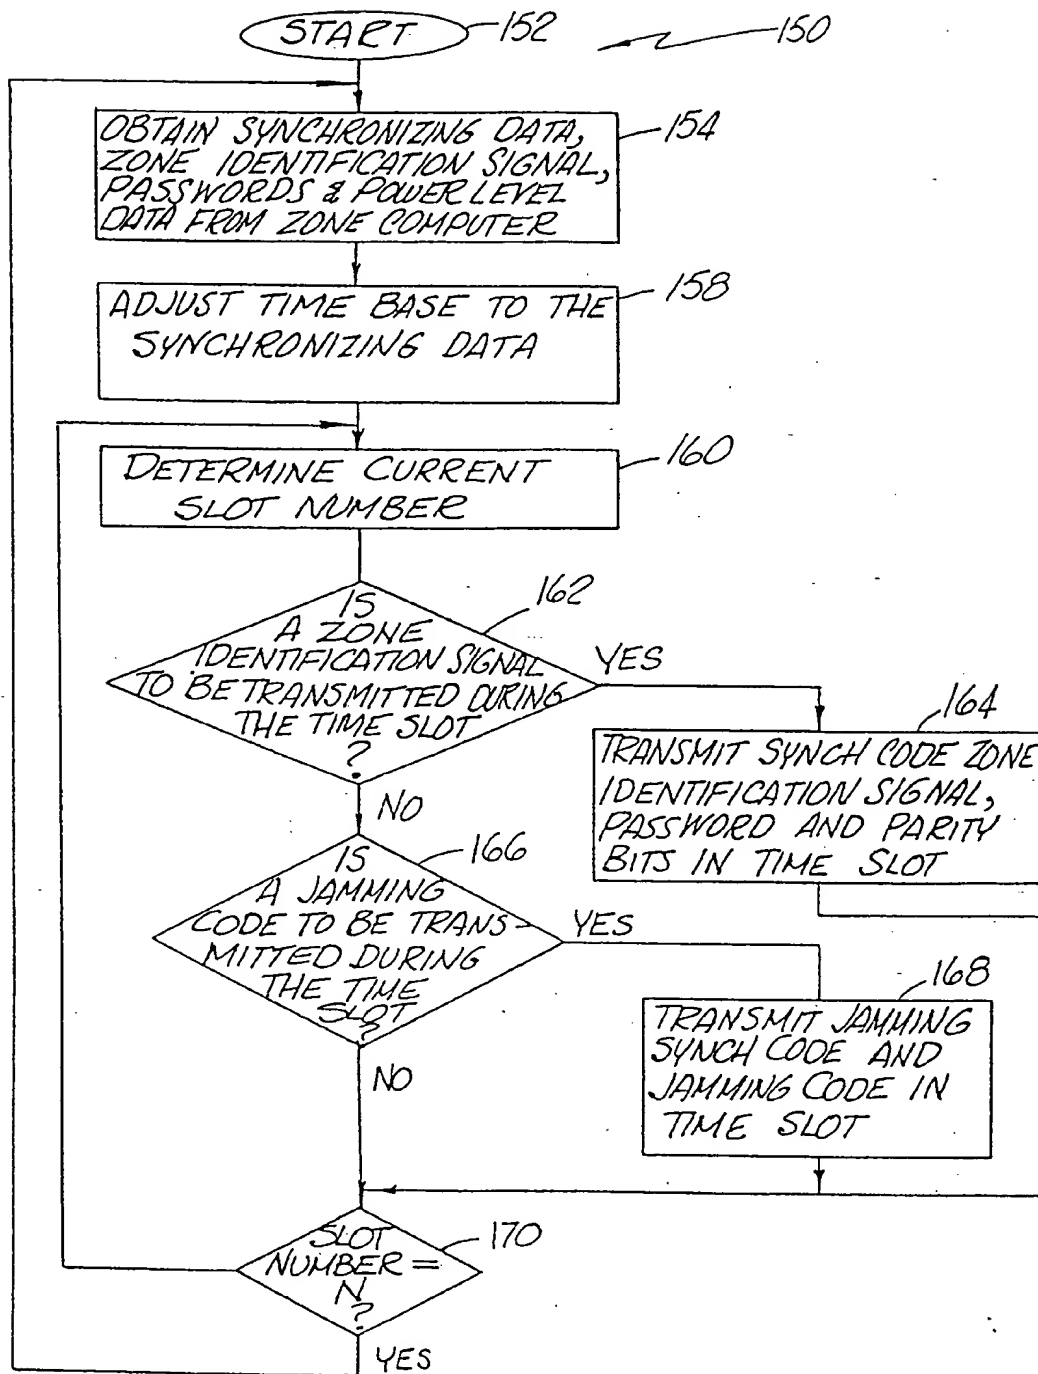 START
152
150
OBTAIN SYNCHRONIZING DATA,
ZONE IDENTIFICATION SIGNAL,
PASSWORDS & POWER LEVEL
DATA FROM ZONE COMPUTER
154
ADJUST TIME BASE TO THE
SYNCHRONIZING DATA
158
DETERMINE CURRENT
SLOT NUMBER
160
IS
A ZONE
IDENTIFICATION SIGNAL
TO BE TRANSMITTED DURING
THE TIME SLOT
?
162
YES
NO
TRANSMIT SYNCH CODE ZONE
IDENTIFICATION SIGNAL,
PASSWORD AND PARITY
BITS IN TIME SLOT
164
IS
A JAMMING
CODE TO BE TRANS-
MITTED DURING
THE TIME
SLOT
?
166
YES
NO
TRANSMIT JAMMING
SYNCH CODE AND
JAMMING CODE IN
TIME SLOT
168
SLOT
NUMBER =
N
?
170
YES